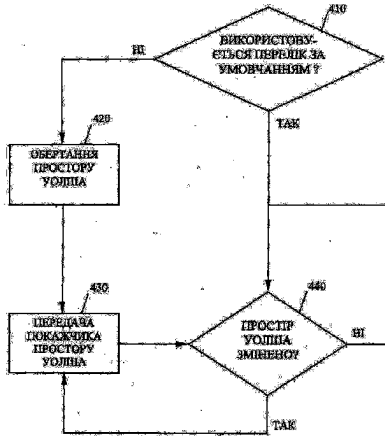 410
ВИКОРИСТОВУ-
ЄТЬСЯ ПЕРЕЛІК ЗА
УМОВЧАННЯМ ?
НІ
ТАК
420
ОБЕРТАННЯ
ПРОСТОРУ
УОЛША
430
ПЕРЕДАЧА
ПОКАЖЧИКА
ПРОСТОРУ
УОЛША
440
ПРОСТІР
УОЛША
ЗМІНЕНО?
НІ
ТАК